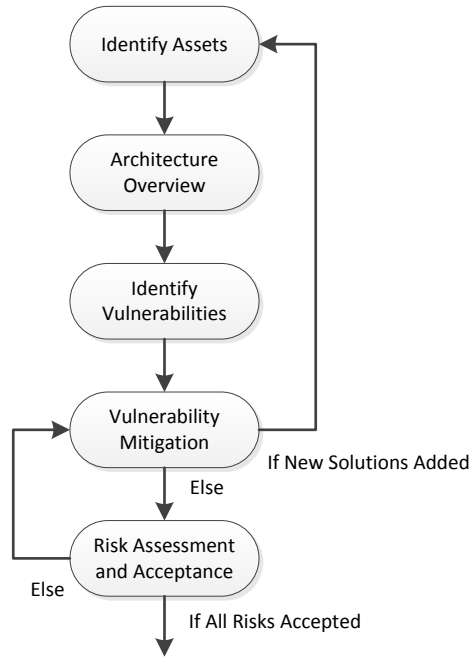 Identify Assets
Architecture
Overview
Identify
Vulnerabilities
Vulnerability
Mitigation
If New Solutions Added
Else
Risk Assessment
and Acceptance
Else
If All Risks Accepted